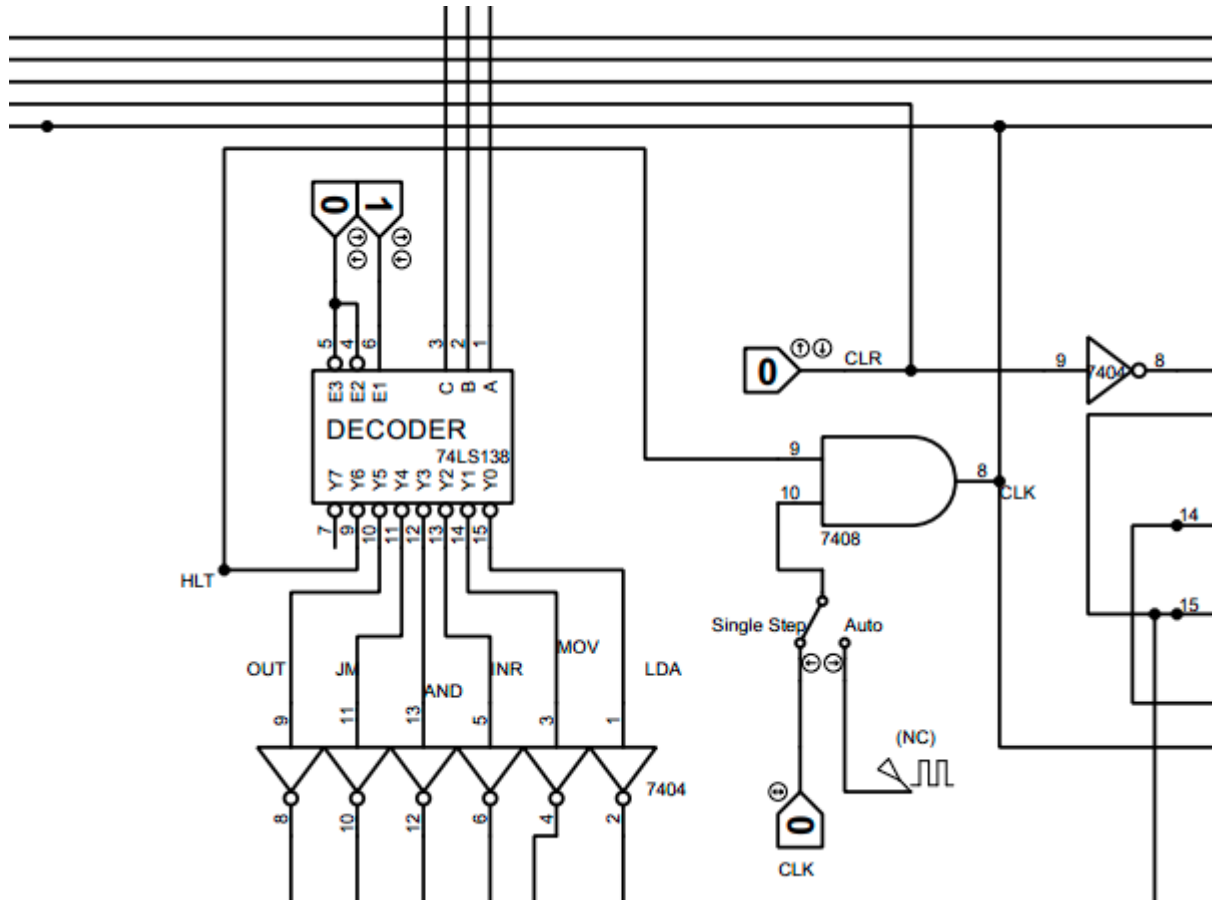 0 1
5 4 6 3 2 1
E3 E2 E1 C B A
DECODER
74LS138
Y7 Y6 Y5 Y4 Y3 Y2 Y1 Y0
7 9 10 11 12 13 14 15
HLT
OUT JM AND INR MOV LDA
9 11 13 5 3 1
7404
8 10 12 6 4 2
0 CLR 9 7404 8
9
10
8
CLK
7408
14
15
Single Step Auto
(NC)
0
CLK